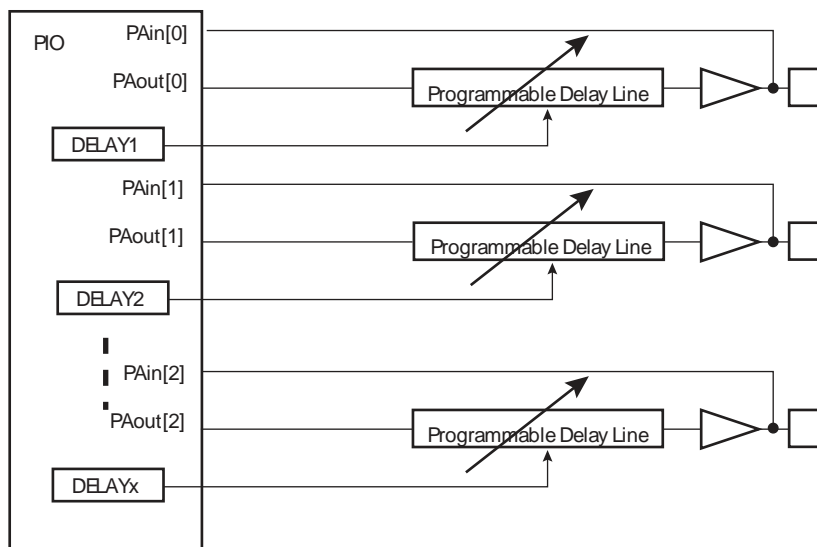 PAin[0]
PIO
PAout[0]
Programmable Delay Line
DELAY1
PAin[1]
PAout[1]
Programmable Delay Line
DELAY2
PAin[2]
PAout[2]
Programmable Delay Line
DELAYx